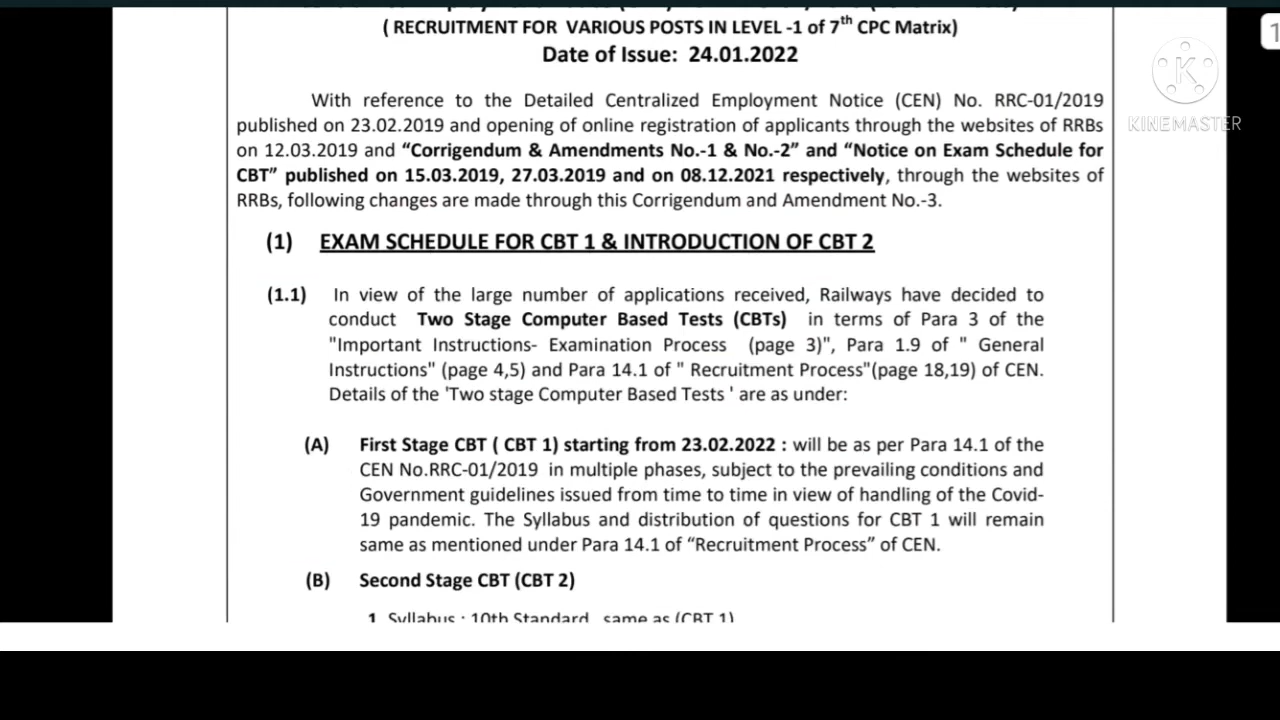 ( RECRUITMENT FOR VARIOUS POSTS IN LEVEL -1 of 7th CPC Matrix)
Date of Issue: 24.01.2022
With reference to the Detailed Centralized Employment Notice (CEN) No. RRC-01/2019
published on 23.02.2019 and opening of online registration of applicants through the websites of RRBs
on 12.03.2019 and “Corrigendum & Amendments No.-1 & No.-2” and “Notice on Exam Schedule for
CBT” published on 15.03.2019, 27.03.2019 and on 08.12.2021 respectively, through the websites of
RRBs, following changes are made through this Corrigendum and Amendment No.-3.
(1) EXAM SCHEDULE FOR CBT 1 & INTRODUCTION OF CBT 2
(1.1) In view of the large number of applications received, Railways have decided to
conduct Two Stage Computer Based Tests (CBTs) in terms of Para 3 of the
"Important Instructions- Examination Process (page 3)", Para 1.9 of " General
Instructions" (page 4,5) and Para 14.1 of " Recruitment Process"(page 18,19) of CEN.
Details of the 'Two stage Computer Based Tests ' are as under:
(A) First Stage CBT ( CBT 1) starting from 23.02.2022 : will be as per Para 14.1 of the
CEN No.RRC-01/2019 in multiple phases, subject to the prevailing conditions and
Government guidelines issued from time to time in view of handling of the Covid-
19 pandemic. The Syllabus and distribution of questions for CBT 1 will remain
same as mentioned under Para 14.1 of “Recruitment Process” of CEN.
(B) Second Stage CBT (CBT 2)
1 Syllabus : 10th Standard same as (CBT 1)
1
K
KINEMASTER